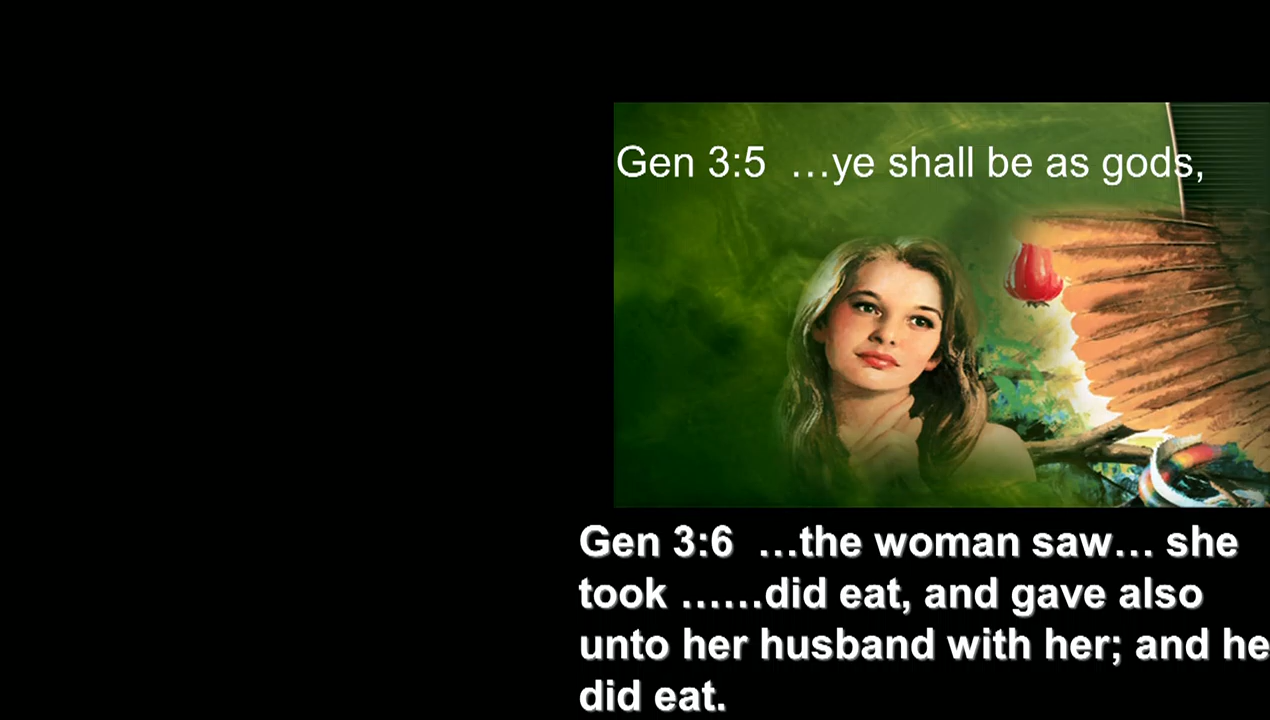 Gen 3:5 …ye shall be as gods,
Gen 3:6 …the woman saw… she
took ……did eat, and gave also
unto her husband with her; and he
did eat.